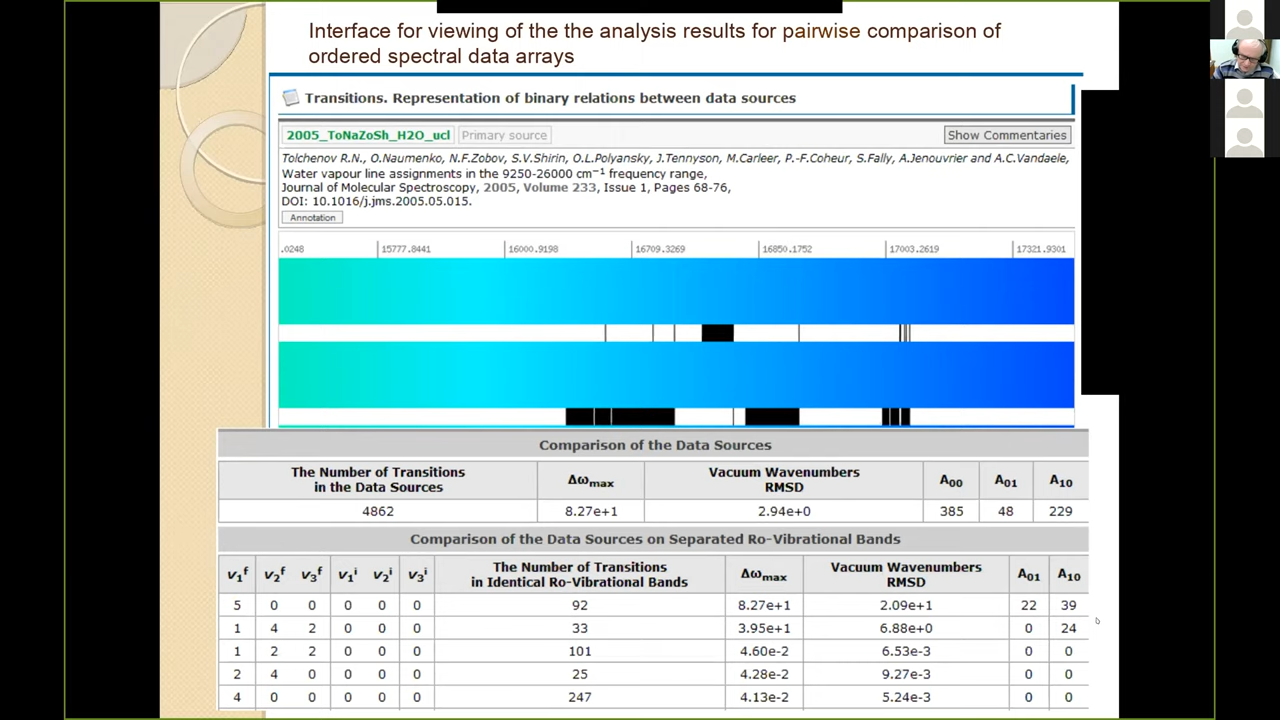 Interface for viewing of the the analysis results for pairwise comparison of
ordered spectral data arrays
Transitions. Representation of binary relations between data sources
2005_ToNaZoSh_H2O_ucl Primary source Show Commentaries
Tolchenov R.N., O.Naumenko, N.F.Zobov, S.V.Shirin, O.L.Polyansky, J.Tennyson, M.Carleer, P.-F.Coheur, S.Fally, A.Jenouvrier and A.C.Vandaele,
Water vapour line assignments in the 9250-26000 cm⁻¹ frequency range,
Journal of Molecular Spectroscopy, 2005, Volume 233, Issue 1, Pages 68-76,
DOI: 10.1016/j.jms.2005.05.015.
Annotation
.0248 15777.8441 16000.9198 16709.3269 16850.1752 17003.2619 17321.9301
Comparison of the Data Sources
The Number of Transitions
in the Data Sources Δωmax Vacuum Wavenumbers
RMSD A00 A01 A10
4862 8.27e+1 2.94e+0 385 48 229
Comparison of the Data Sources on Separated Ro-Vibrational Bands
v₁f v₂f v₃f v₁i v₂i v₃i The Number of Transitions
in Identical Ro-Vibrational Bands Δωmax Vacuum Wavenumbers
RMSD A01 A10
5 0 0 0 0 0 92 8.27e+1 2.09e+1 22 39
1 4 2 0 0 0 33 3.95e+1 6.88e+0 0 24
1 2 2 0 0 0 101 4.60e-2 6.53e-3 0 0
2 4 0 0 0 0 25 4.28e-2 9.27e-3 0 0
4 0 0 0 0 0 247 4.13e-2 5.24e-3 0 0